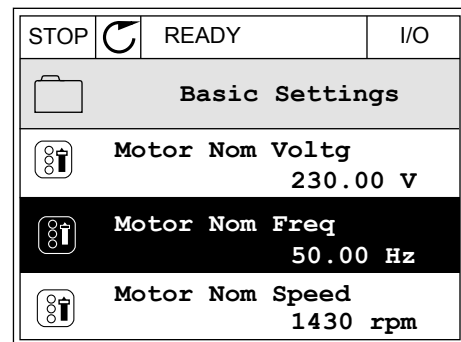 STOP READY I/O
Basic Settings
Motor Nom Voltg
230.00 V
Motor Nom Freq
50.00 Hz
Motor Nom Speed
1430 rpm